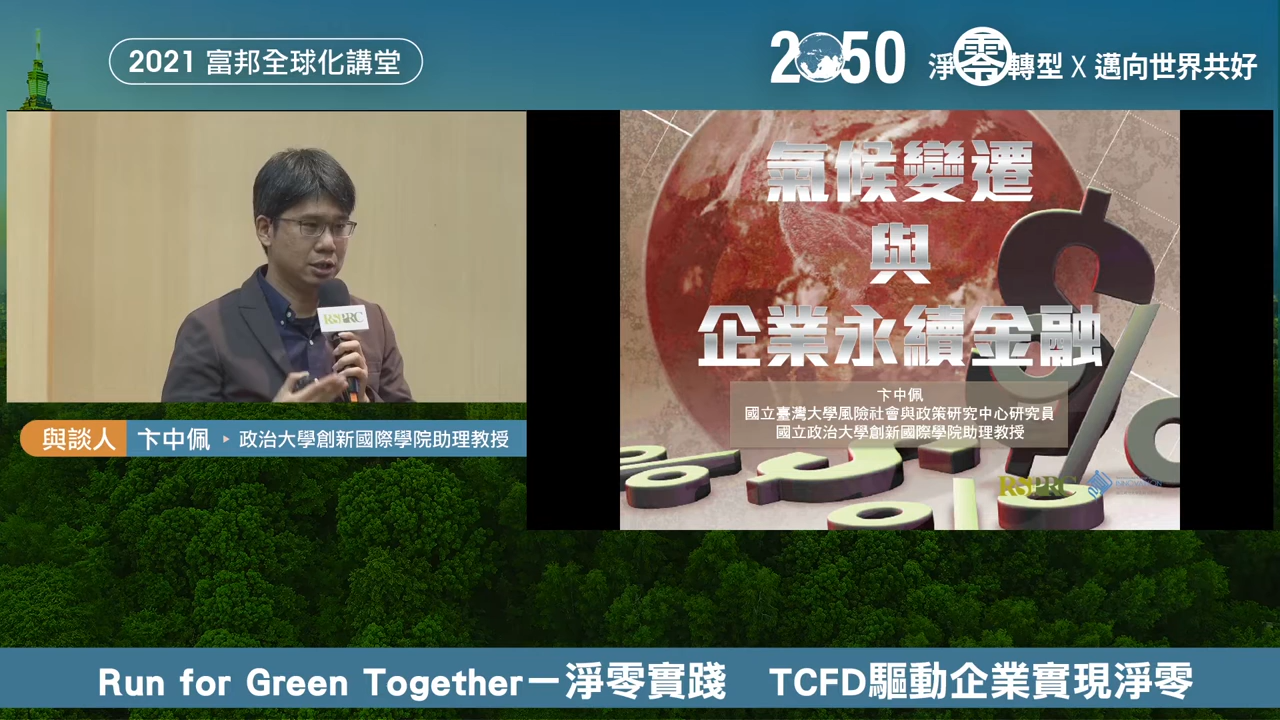 2021 富邦全球化講堂
2050 淨零轉型 X 邁向世界共好
氣候變遷
與
企業永續金融
卞中佩
國立臺灣大學風險社會與政策研究中心研究員
國立政治大學創新國際學院助理教授
RSPRC
RSPRC
與談人 卞中佩 ▸ 政治大學創新國際學院助理教授
Run for Green Together－淨零實踐 TCFD驅動企業實現淨零